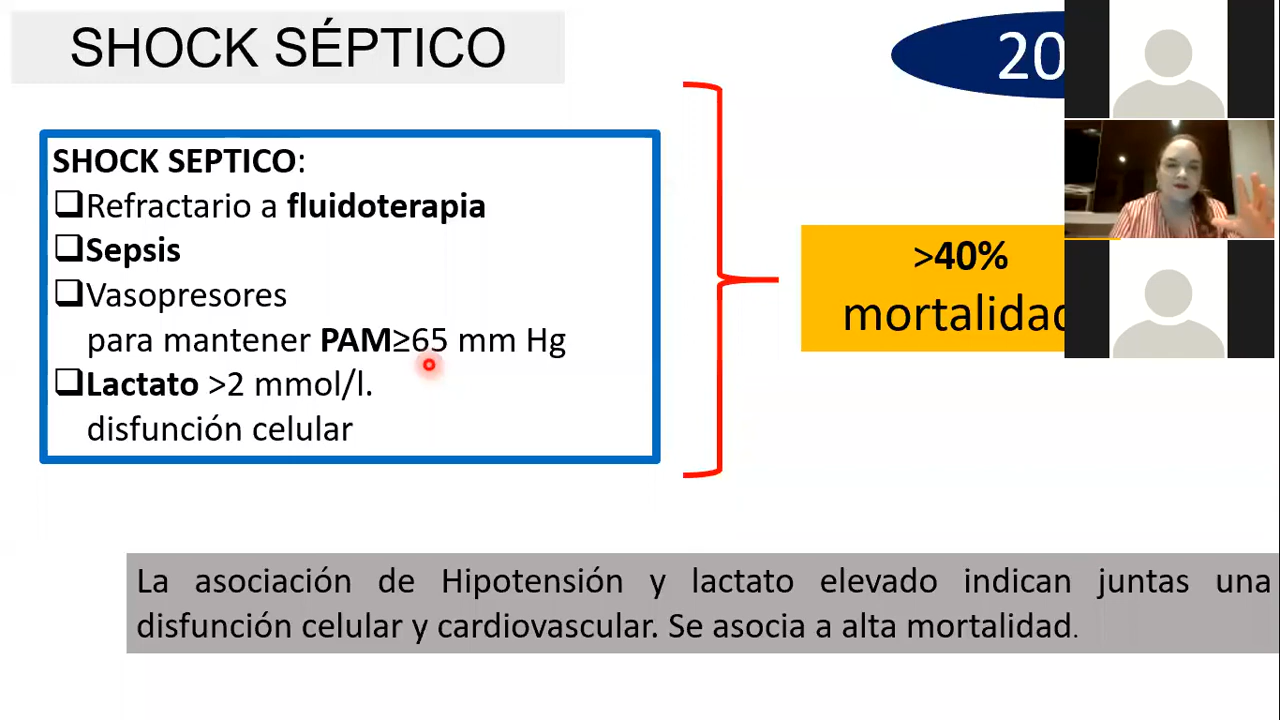 SHOCK SÉPTICO
20
SHOCK SEPTICO:
❑Refractario a fluidoterapia
❑Sepsis
❑Vasopresores
para mantener PAM≥65 mm Hg
❑Lactato >2 mmol/l.
disfunción celular
>40%
mortalidad
La asociación de Hipotensión y lactato elevado indican juntas una
disfunción celular y cardiovascular. Se asocia a alta mortalidad.